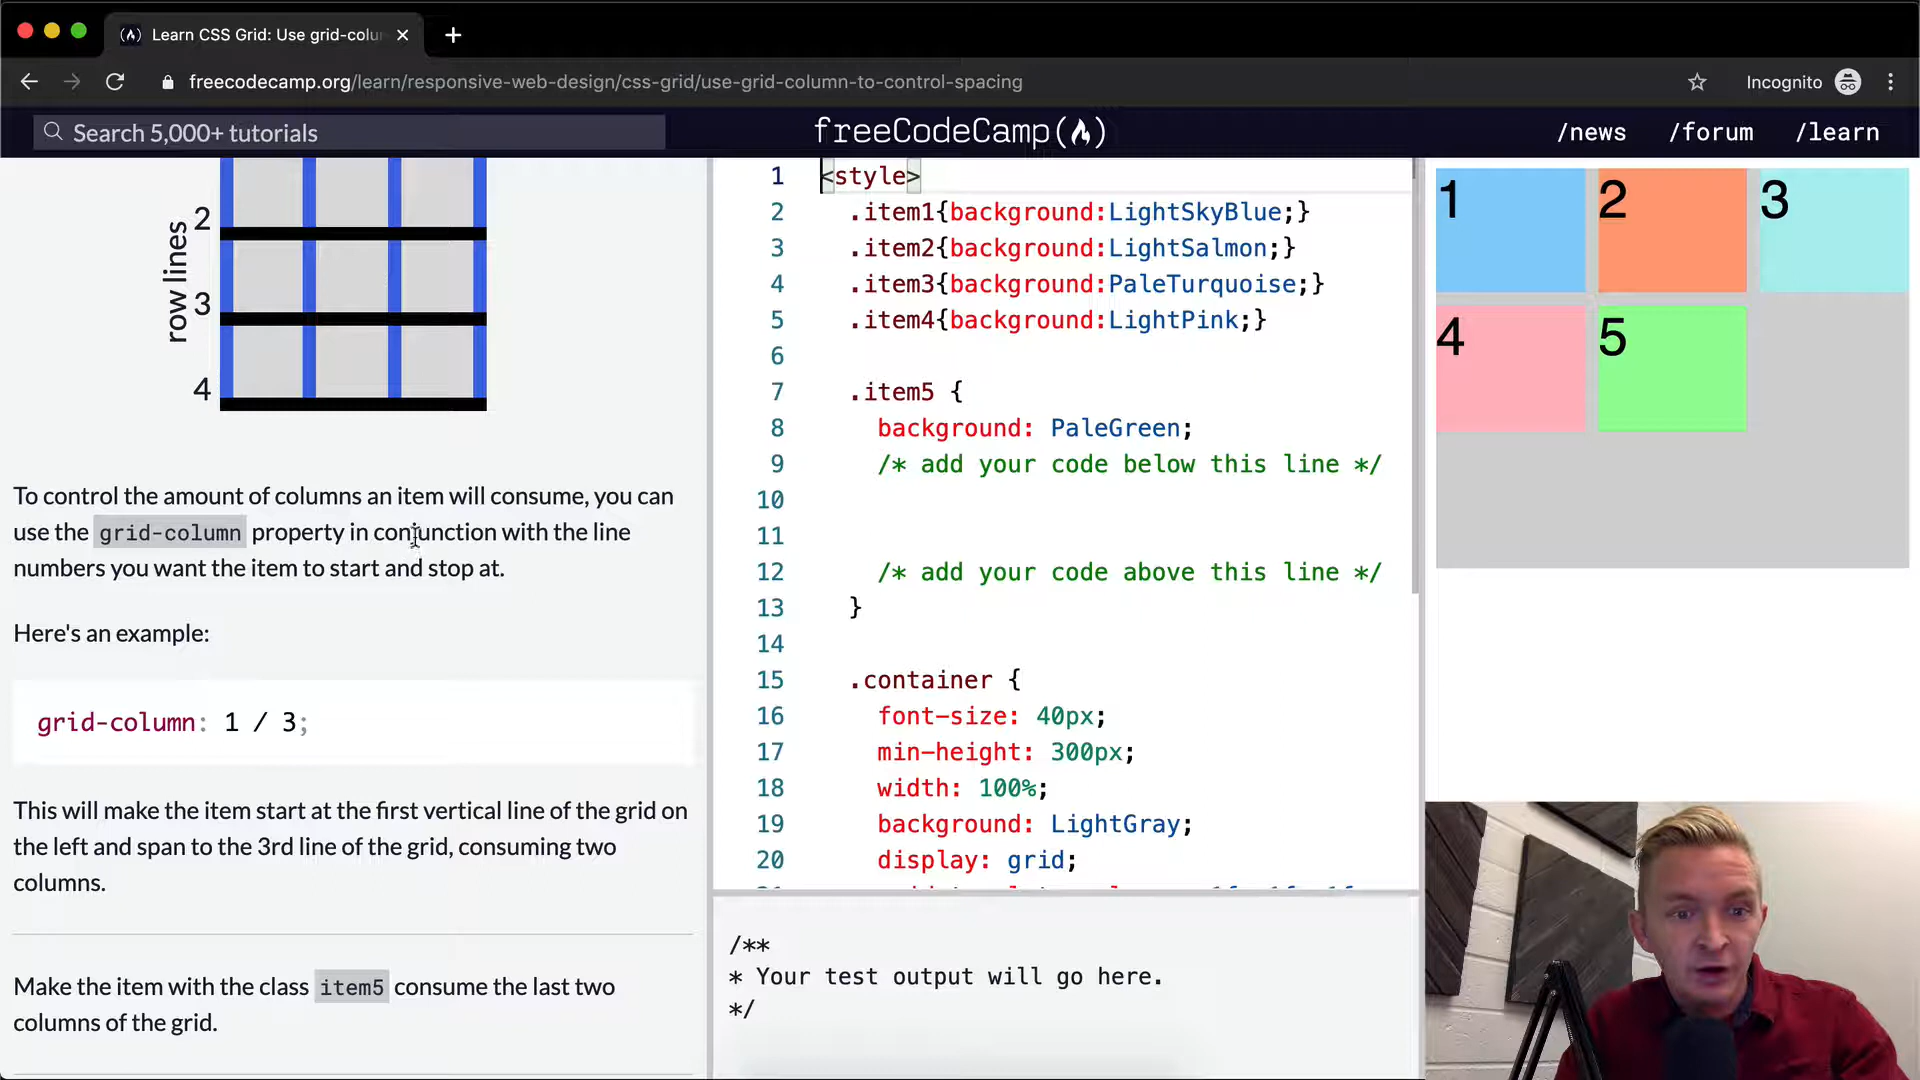 Learn CSS Grid: Use grid-colu
freecodecamp.org/learn/responsive-web-design/css-grid/use-grid-column-to-control-spacing
Incognito
Search 5,000+ tutorials
freeCodeCamp
/news
/forum
/learn
row lines
2
3
4
To control the amount of columns an item will consume, you can
use the grid-column property in conjunction with the line
numbers you want the item to start and stop at.
Here's an example:
grid-column: 1 / 3;
This will make the item start at the first vertical line of the grid on
the left and span to the 3rd line of the grid, consuming two
columns.
Make the item with the class item5 consume the last two
columns of the grid.
1 <style>
2 .item1{background:LightSkyBlue;}
3 .item2{background:LightSalmon;}
4 .item3{background:PaleTurquoise;}
5 .item4{background:LightPink;}
6
7 .item5 {
8 background: PaleGreen;
9 /* add your code below this line */
10
11
12 /* add your code above this line */
13 }
14
15 .container {
16 font-size: 40px;
17 min-height: 300px;
18 width: 100%;
19 background: LightGray;
20 display: grid;
/**
* Your test output will go here.
*/
1 2 3
4 5